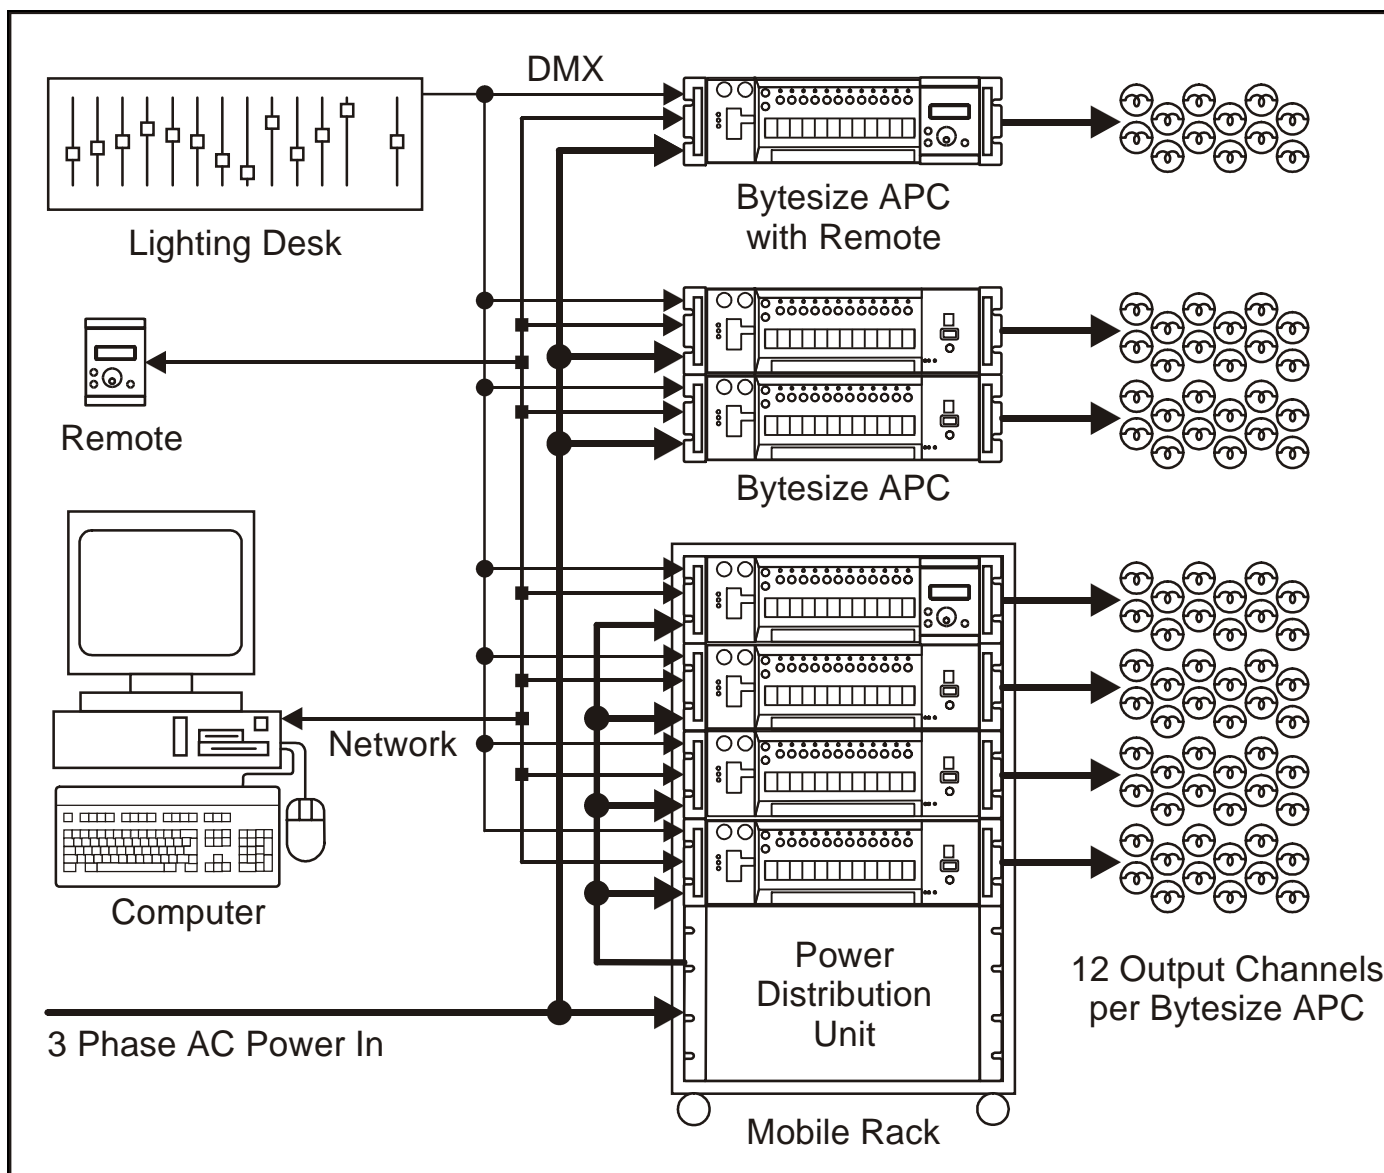 DMX
Bytesize APC
with Remote
Lighting Desk
Remote
Bytesize APC
Network
Computer
Power
Distribution
Unit
12 Output Channels
per Bytesize APC
3 Phase AC Power In
Mobile Rack